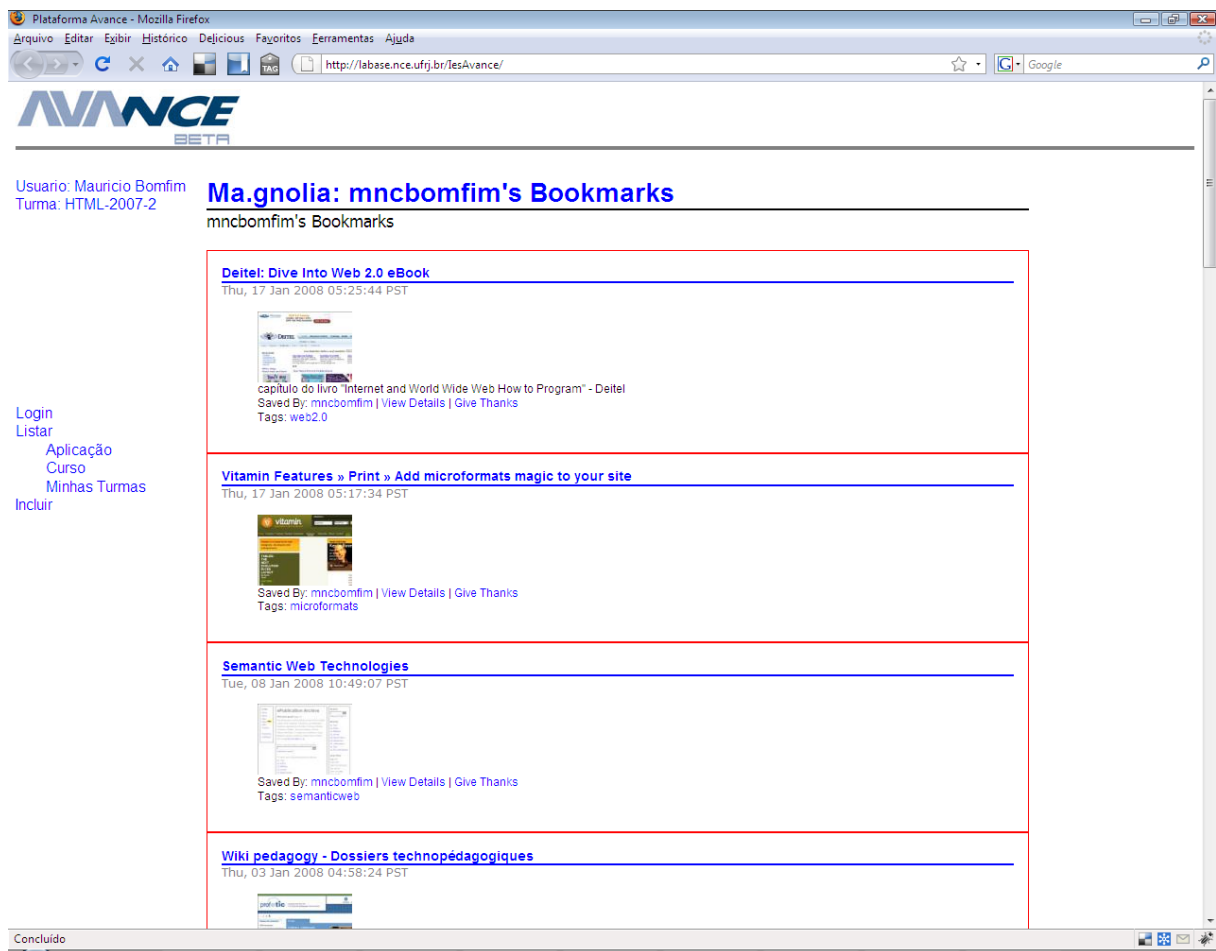 Plataforma Avance - Mozilla Firefox
Arquivo Editar Exibir Histórico Delicious Favoritos Ferramentas Ajuda
TAG http://labase.nce.ufrj.br/IesAvance/ G Google
AVANCE
BETA
Usuario: Mauricio Bomfim
Turma: HTML-2007-2
Login
Listar
Aplicação
Curso
Minhas Turmas
Incluir
Ma.gnolia: mncbomfim's Bookmarks
mncbomfim's Bookmarks
Deitel: Dive Into Web 2.0 eBook
Thu, 17 Jan 2008 05:25:44 PST
DEITEL
capítulo do livro "Internet and World Wide Web How to Program" - Deitel
Saved By: mncbomfim | View Details | Give Thanks
Tags: web2.0
Vitamin Features » Print » Add microformats magic to your site
Thu, 17 Jan 2008 05:17:34 PST
vitamin
Saved By: mncbomfim | View Details | Give Thanks
Tags: microformats
Semantic Web Technologies
Tue, 08 Jan 2008 10:49:07 PST
Saved By: mncbomfim | View Details | Give Thanks
Tags: semanticweb
Wiki pedagogy - Dossiers technopédagogiques
Thu, 03 Jan 2008 04:58:24 PST
Concluído